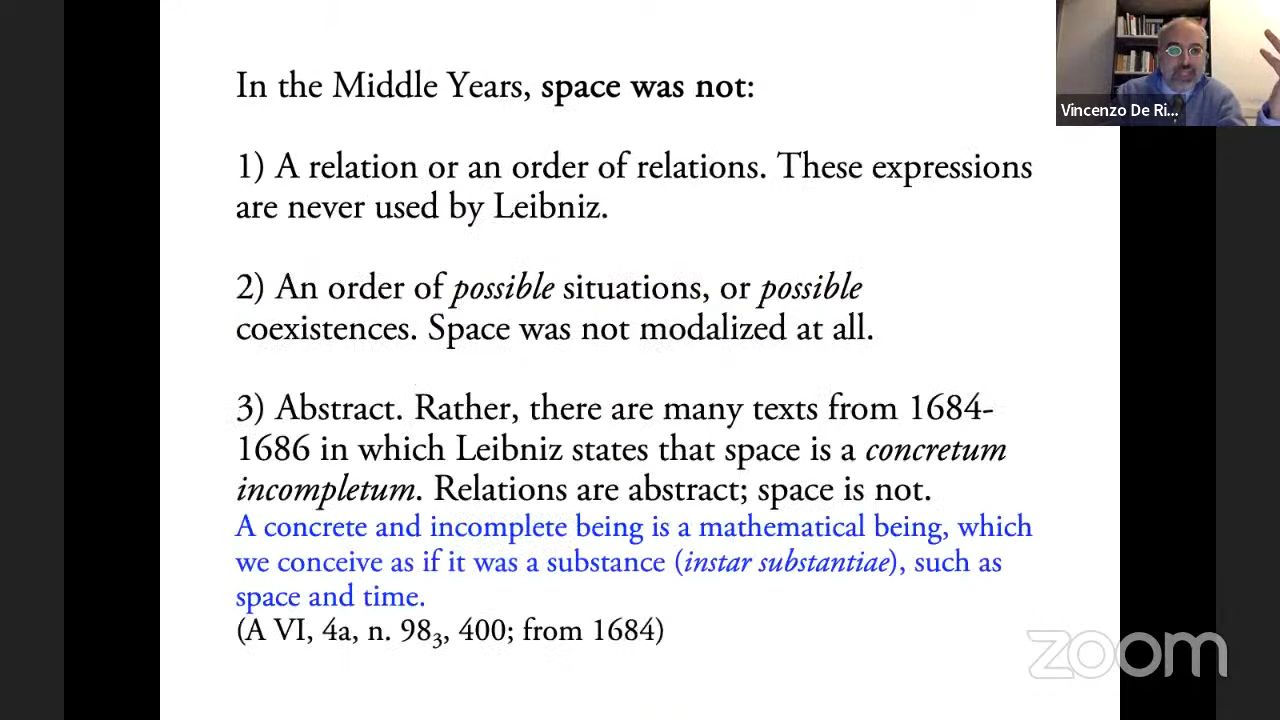 In the Middle Years, space was not:
Vincenzo De Ri...
1) A relation or an order of relations. These expressions
are never used by Leibniz.
2) An order of possible situations, or possible
coexistences. Space was not modalized at all.
3) Abstract. Rather, there are many texts from 1684-
1686 in which Leibniz states that space is a concretum
incompletum. Relations are abstract; space is not.
A concrete and incomplete being is a mathematical being, which
we conceive as if it was a substance (instar substantiae), such as
space and time.
(A VI, 4a, n. 98₃, 400; from 1684)
zoom